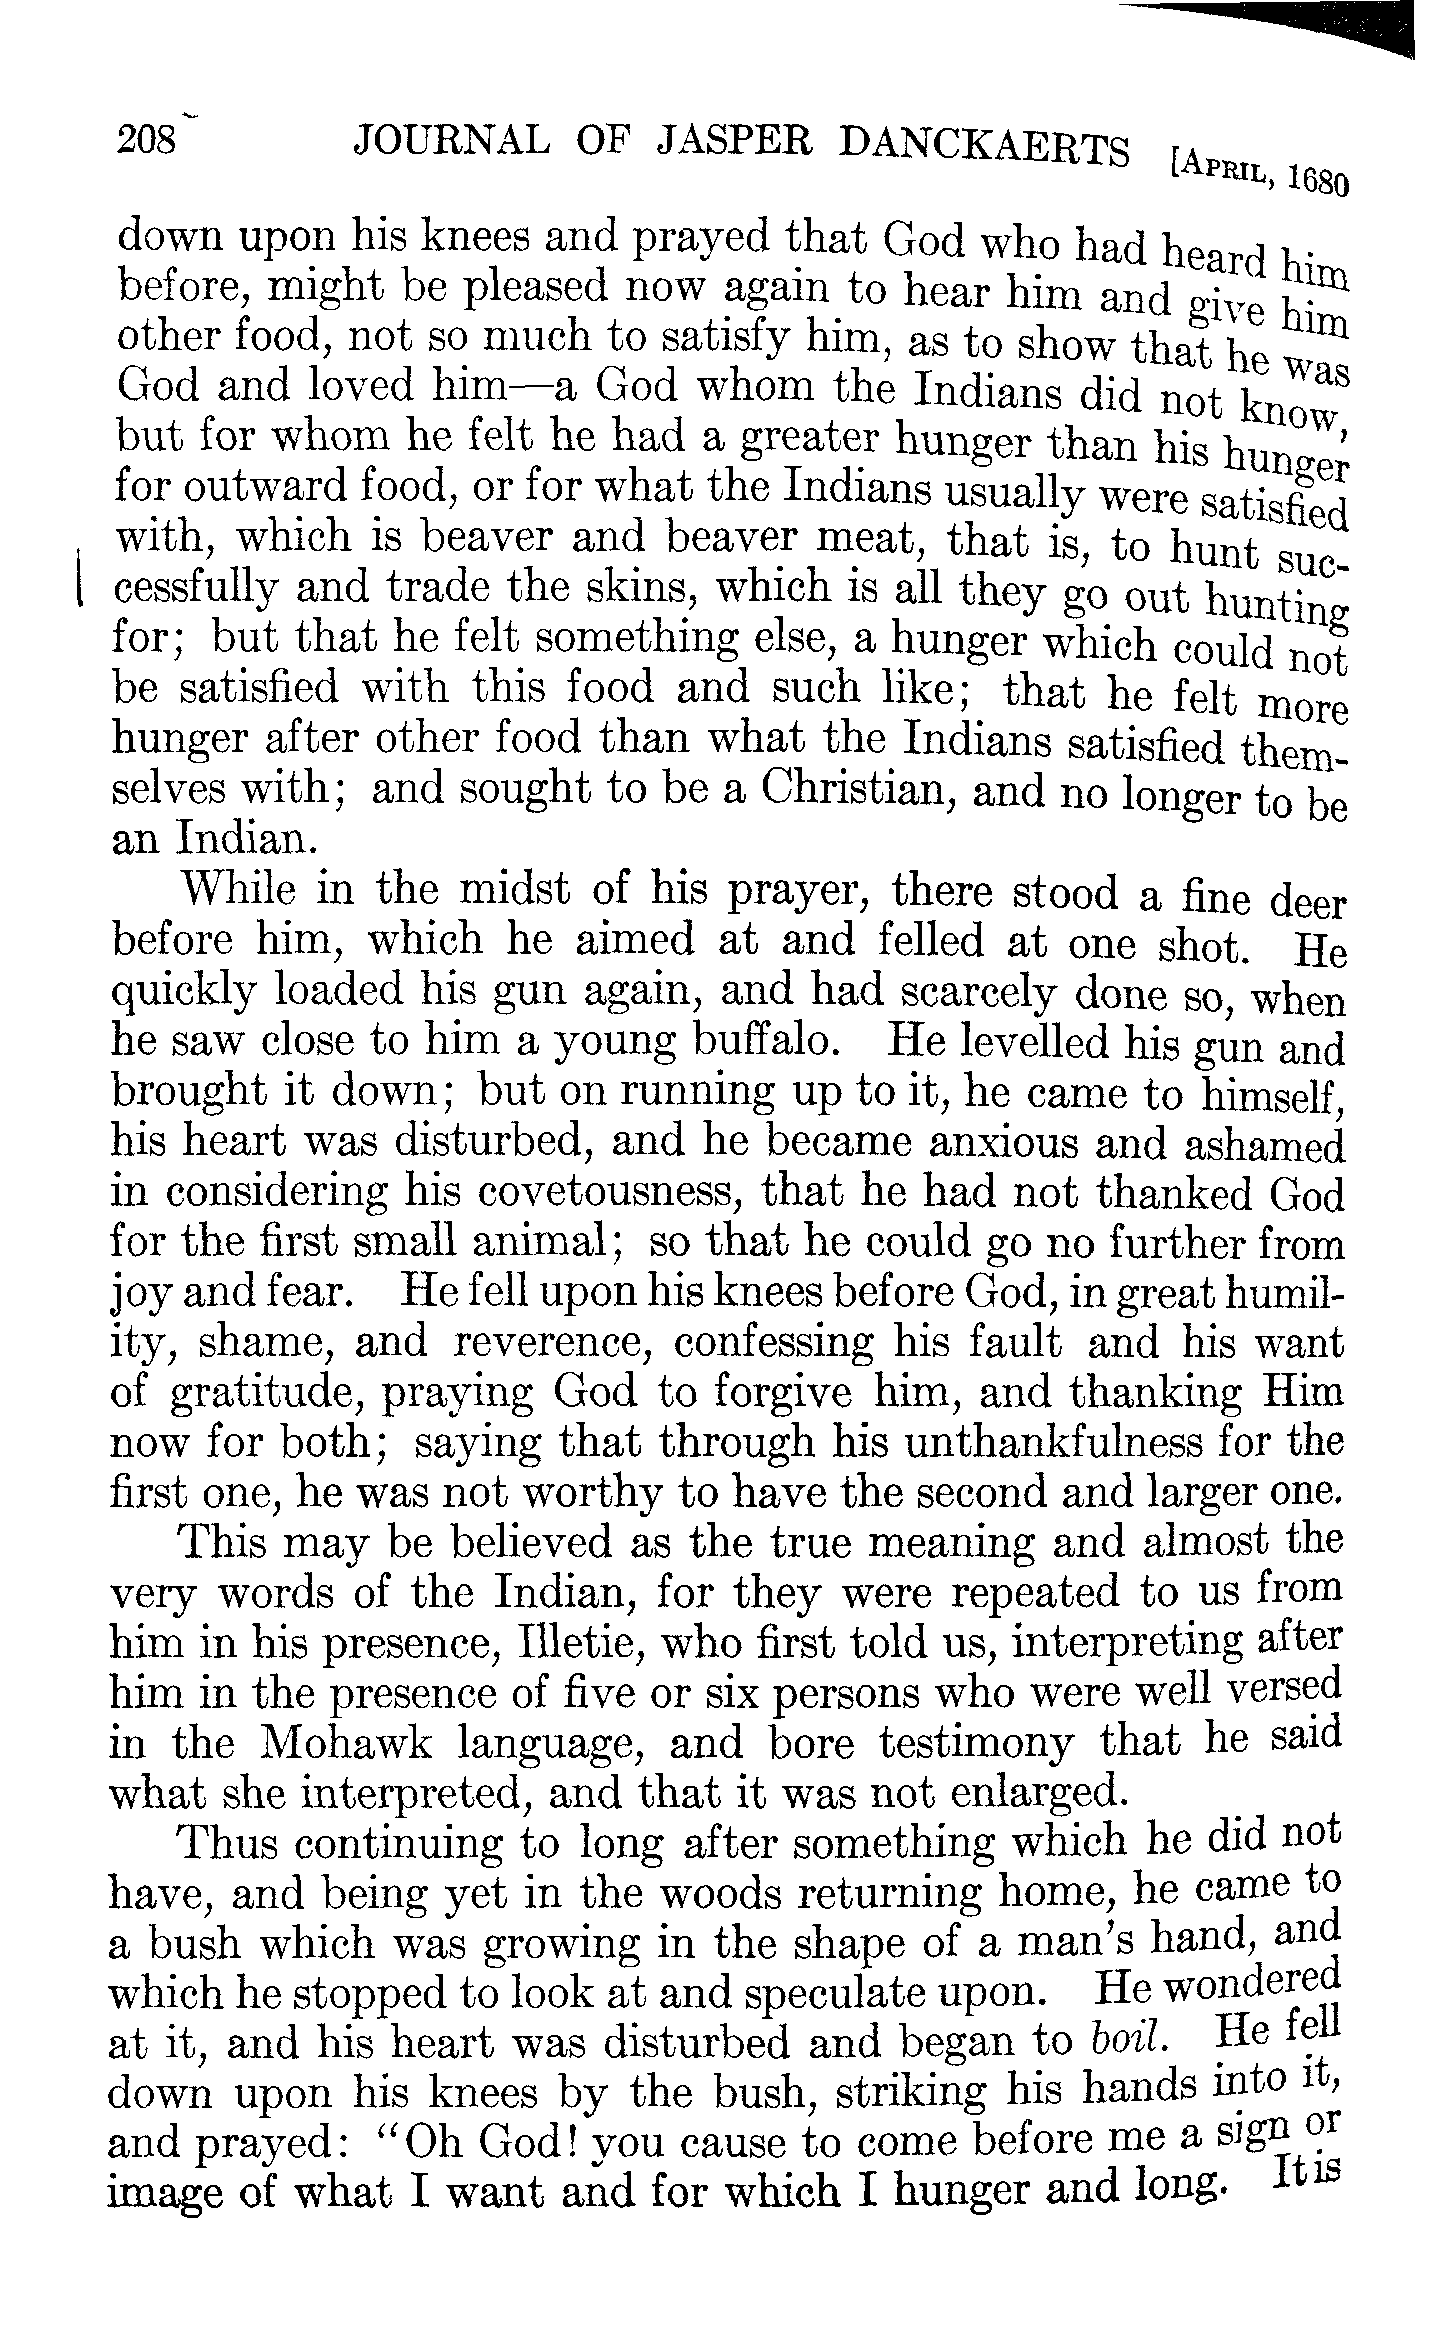 208 JOURNAL OF JASPER DANCKAERTS [APRIL, 1680
down upon his knees and prayed that God who had heard him
before, might be pleased now again to hear him and give him
other food, not so much to satisfy him, as to show that he was
God and loved him—a God whom the Indians did not know,
but for whom he felt he had a greater hunger than his hunger
for outward food, or for what the Indians usually were satisfied
with, which is beaver and beaver meat, that is, to hunt suc-
cessfully and trade the skins, which is all they go out hunting
for; but that he felt something else, a hunger which could not
be satisfied with this food and such like; that he felt more
hunger after other food than what the Indians satisfied them-
selves with; and sought to be a Christian, and no longer to be
an Indian.
While in the midst of his prayer, there stood a fine deer
before him, which he aimed at and felled at one shot. He
quickly loaded his gun again, and had scarcely done so, when
he saw close to him a young buffalo. He levelled his gun and
brought it down; but on running up to it, he came to himself,
his heart was disturbed, and he became anxious and ashamed
in considering his covetousness, that he had not thanked God
for the first small animal; so that he could go no further from
joy and fear. He fell upon his knees before God, in great humil-
ity, shame, and reverence, confessing his fault and his want
of gratitude, praying God to forgive him, and thanking Him
now for both; saying that through his unthankfulness for the
first one, he was not worthy to have the second and larger one.
This may be believed as the true meaning and almost the
very words of the Indian, for they were repeated to us from
him in his presence, Illetie, who first told us, interpreting after
him in the presence of five or six persons who were well versed
in the Mohawk language, and bore testimony that he said
what she interpreted, and that it was not enlarged.
Thus continuing to long after something which he did not
have, and being yet in the woods returning home, he came to
a bush which was growing in the shape of a man's hand, and
which he stopped to look at and speculate upon. He wondered
at it, and his heart was disturbed and began to boil. He fell
down upon his knees by the bush, striking his hands into it,
and prayed: "Oh God! you cause to come before me a sign or
image of what I want and for which I hunger and long. It is